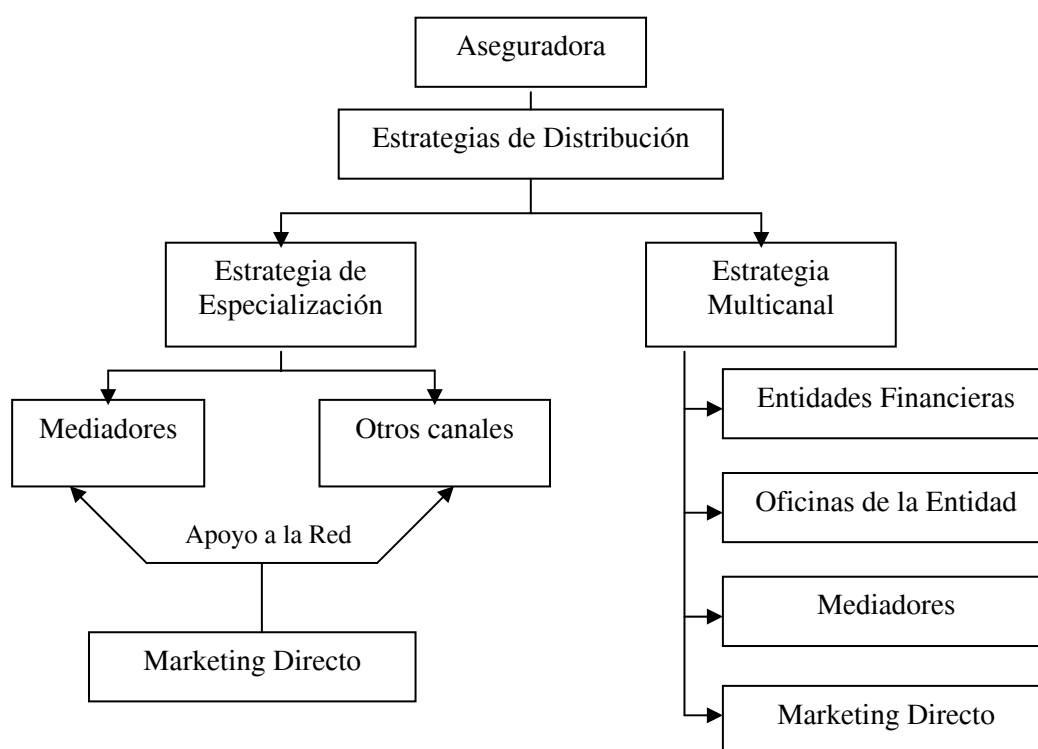 Aseguradora
Estrategias de Distribución
Estrategia de
Especialización
Estrategia
Multicanal
Mediadores
Otros canales
Apoyo a la Red
Marketing Directo
Entidades Financieras
Oficinas de la Entidad
Mediadores
Marketing Directo